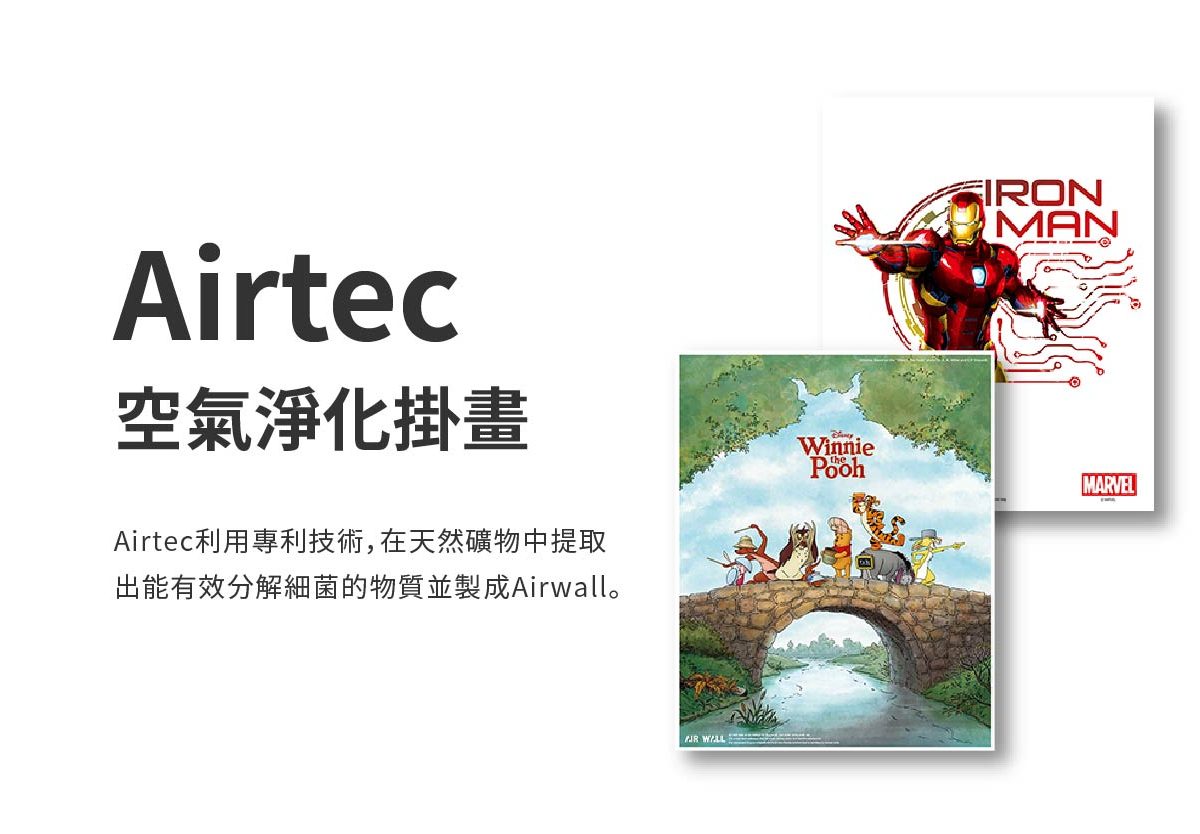 Airtec
空氣淨化掛畫
Airtec利用專利技術，在天然礦物中提取
出能有效分解細菌的物質並製成Airwall。
IRON
MAN
MARVEL
Disney
Winnie
the
Pooh
AIR WALL